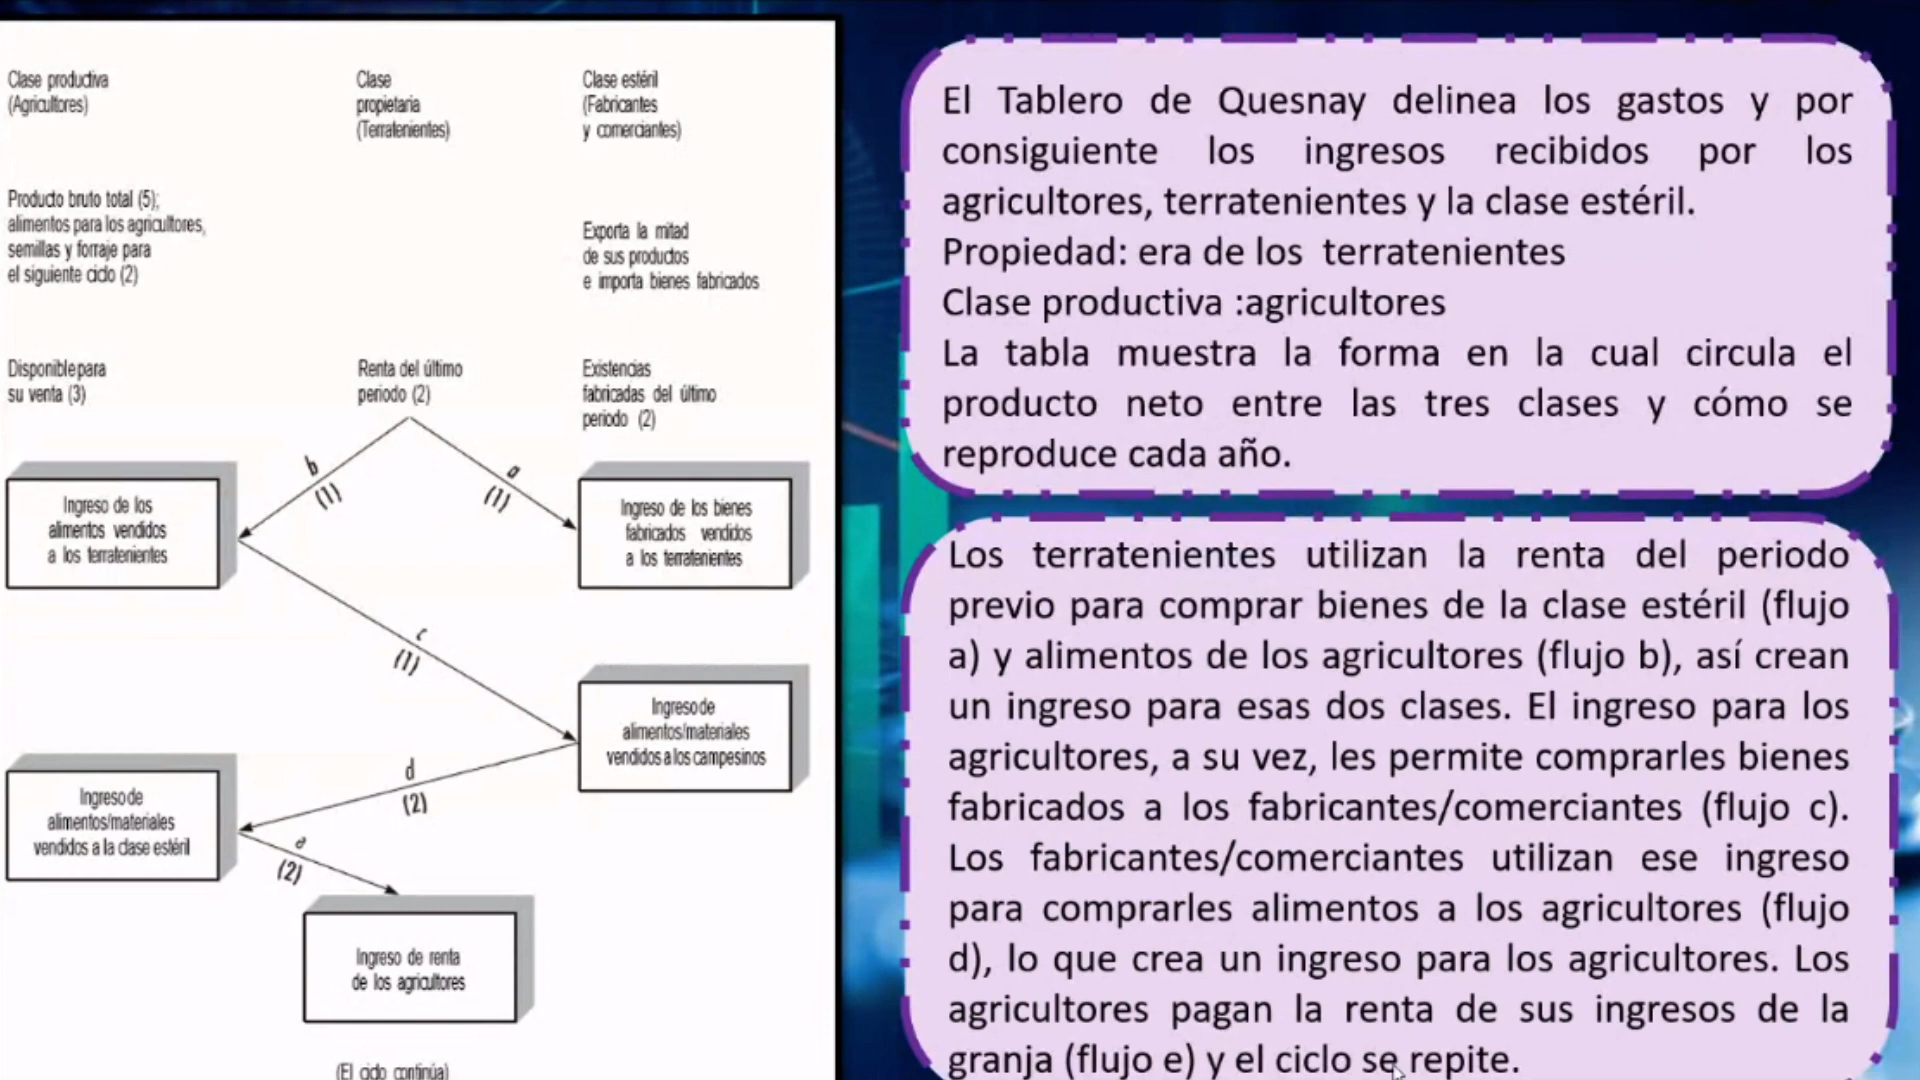 Clase productiva
(Agricultores)
Clase
propietaria
(Terratenientes)
Clase estéril
(Fabricantes
y comerciantes)
Producto bruto total (5);
alimentos para los agricultores,
semillas y forraje para
el siguiente ciclo (2)
Exporta la mitad
de sus productos
e importa bienes fabricados
Disponible para
su venta (3)
Renta del último
periodo (2)
Existencias
fabricadas del último
periodo (2)
b
(1)
a
(1)
Ingreso de los
alimentos vendidos
a los terratenientes
Ingreso de los bienes
fabricados vendidos
a los terratenientes
c
(1)
Ingreso de
alimentos/materiales
vendidos a los campesinos
d
(2)
Ingreso de
alimentos/materiales
vendidos a la clase estéril
e
(2)
Ingreso de renta
de los agricultores
(El ciclo continúa)
El Tablero de Quesnay delinea los gastos y por
consiguiente los ingresos recibidos por los
agricultores, terratenientes y la clase estéril.
Propiedad: era de los terratenientes
Clase productiva :agricultores
La tabla muestra la forma en la cual circula el
producto neto entre las tres clases y cómo se
reproduce cada año.
Los terratenientes utilizan la renta del periodo
previo para comprar bienes de la clase estéril (flujo
a) y alimentos de los agricultores (flujo b), así crean
un ingreso para esas dos clases. El ingreso para los
agricultores, a su vez, les permite comprarles bienes
fabricados a los fabricantes/comerciantes (flujo c).
Los fabricantes/comerciantes utilizan ese ingreso
para comprarles alimentos a los agricultores (flujo
d), lo que crea un ingreso para los agricultores. Los
agricultores pagan la renta de sus ingresos de la
granja (flujo e) y el ciclo se repite.